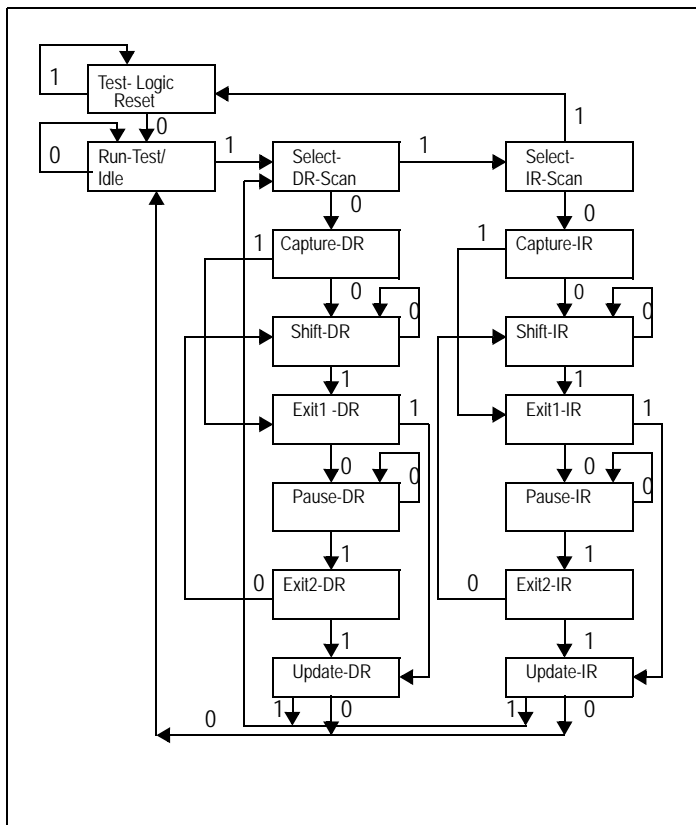 1
Test- Logic
Reset
0
1
0
Run-Test/
Idle
1
Select-
DR-Scan
1
Select-
IR-Scan
0
0
1
Capture-DR
1
Capture-IR
0
0
0
0
Shift-DR
Shift-IR
1
1
Exit1 -DR
1
Exit1-IR
1
0
0
0
0
Pause-DR
Pause-IR
1
1
0
Exit2-DR
0
Exit2-IR
1
1
Update-DR
Update-IR
1
0
1
0
0